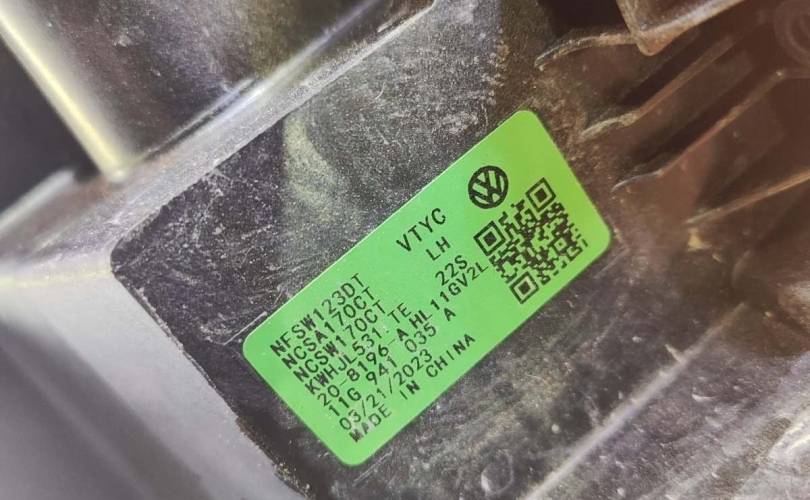 NFSW123DT VTYC
NCSA170CT LH
NCSW170CT
KWHJL531.TE 22S
20-8196-A HL11GV2L
11G 941 035 A
03/21/2023
MADE IN CHINA